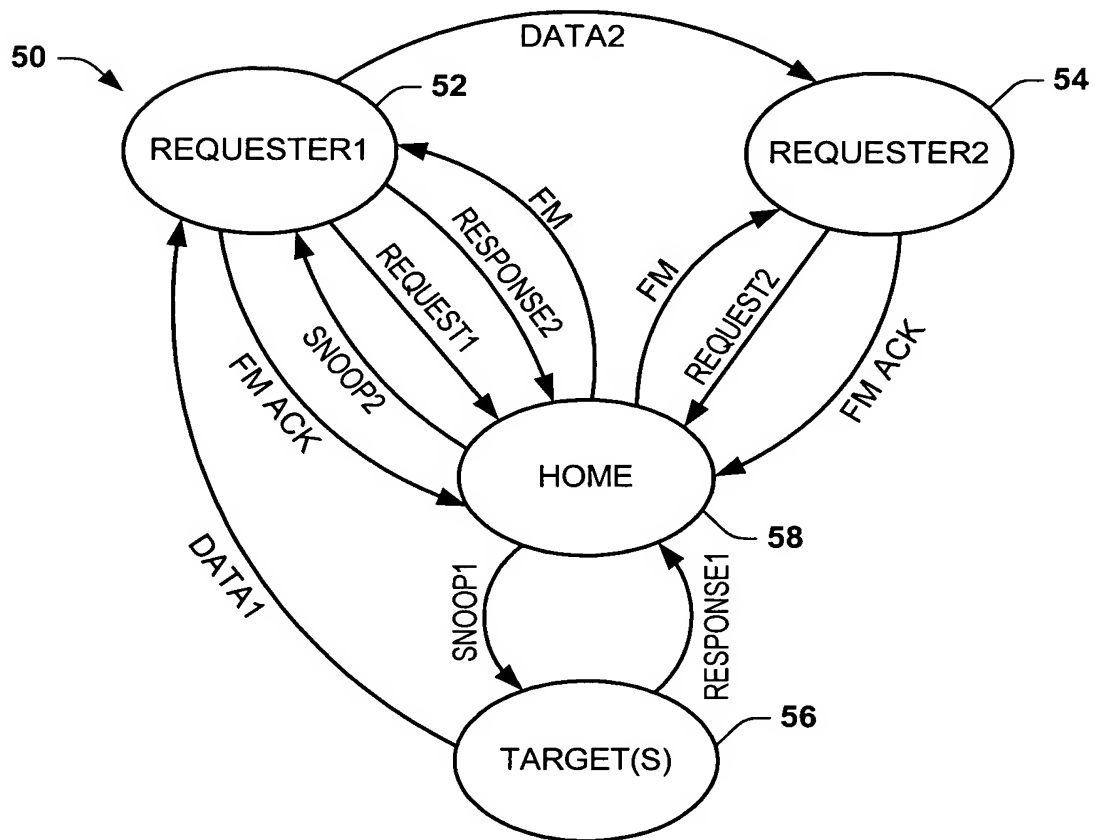 DATA2
50
52
54
REQUESTER1
REQUESTER2
FM
RESPONSE2
REQUEST1
SNOOP2
FM ACK
FM
REQUEST2
FM ACK
HOME
58
DATA1
SNOOP1
RESPONSE1
56
TARGET(S)